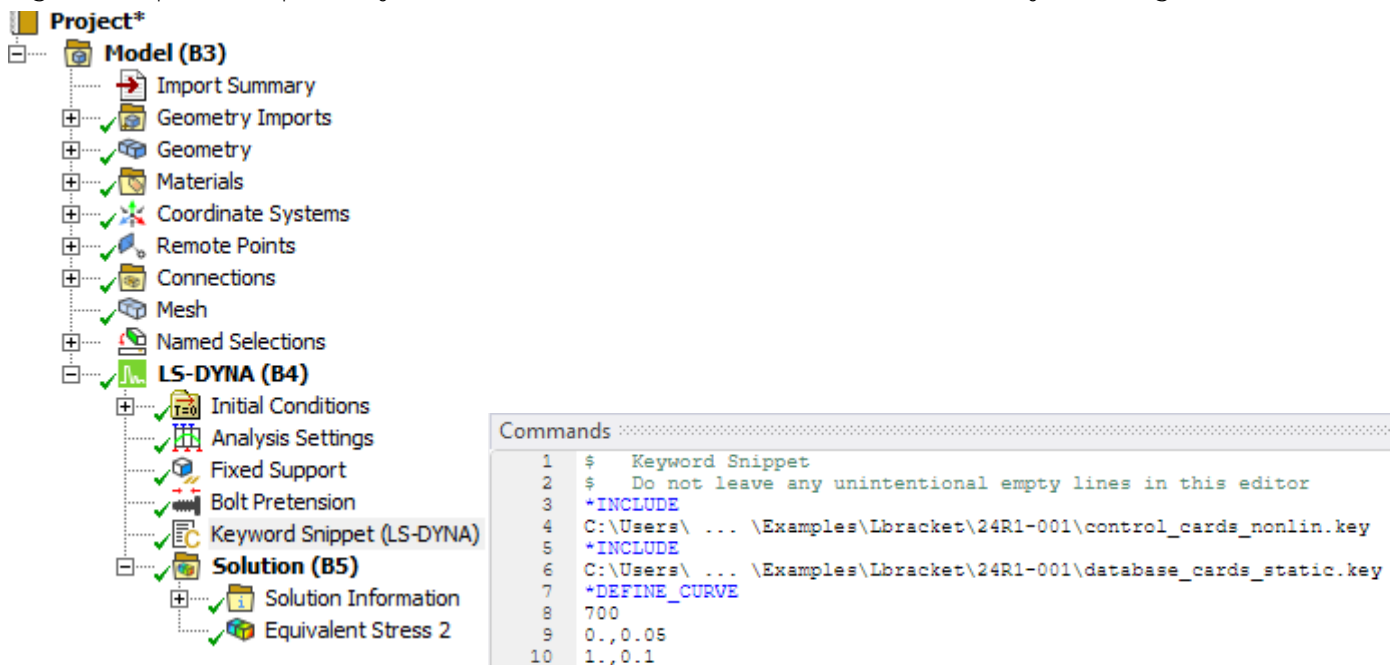 Project*
Model (B3)
Import Summary
Geometry Imports
Geometry
Materials
Coordinate Systems
Remote Points
Connections
Mesh
Named Selections
LS-DYNA (B4)
T=0
Initial Conditions
Analysis Settings
Fixed Support
Bolt Pretension
Keyword Snippet (LS-DYNA)
Solution (B5)
Solution Information
Equivalent Stress 2
Commands
1 $   Keyword Snippet
2 $   Do not leave any unintentional empty lines in this editor
3 *INCLUDE
4 C:\Users\ ... \Examples\Lbracket\24R1-001\control_cards_nonlin.key
5 *INCLUDE
6 C:\Users\ ... \Examples\Lbracket\24R1-001\database_cards_static.key
7 *DEFINE_CURVE
8 700
9 0.,0.05
10 1.,0.1